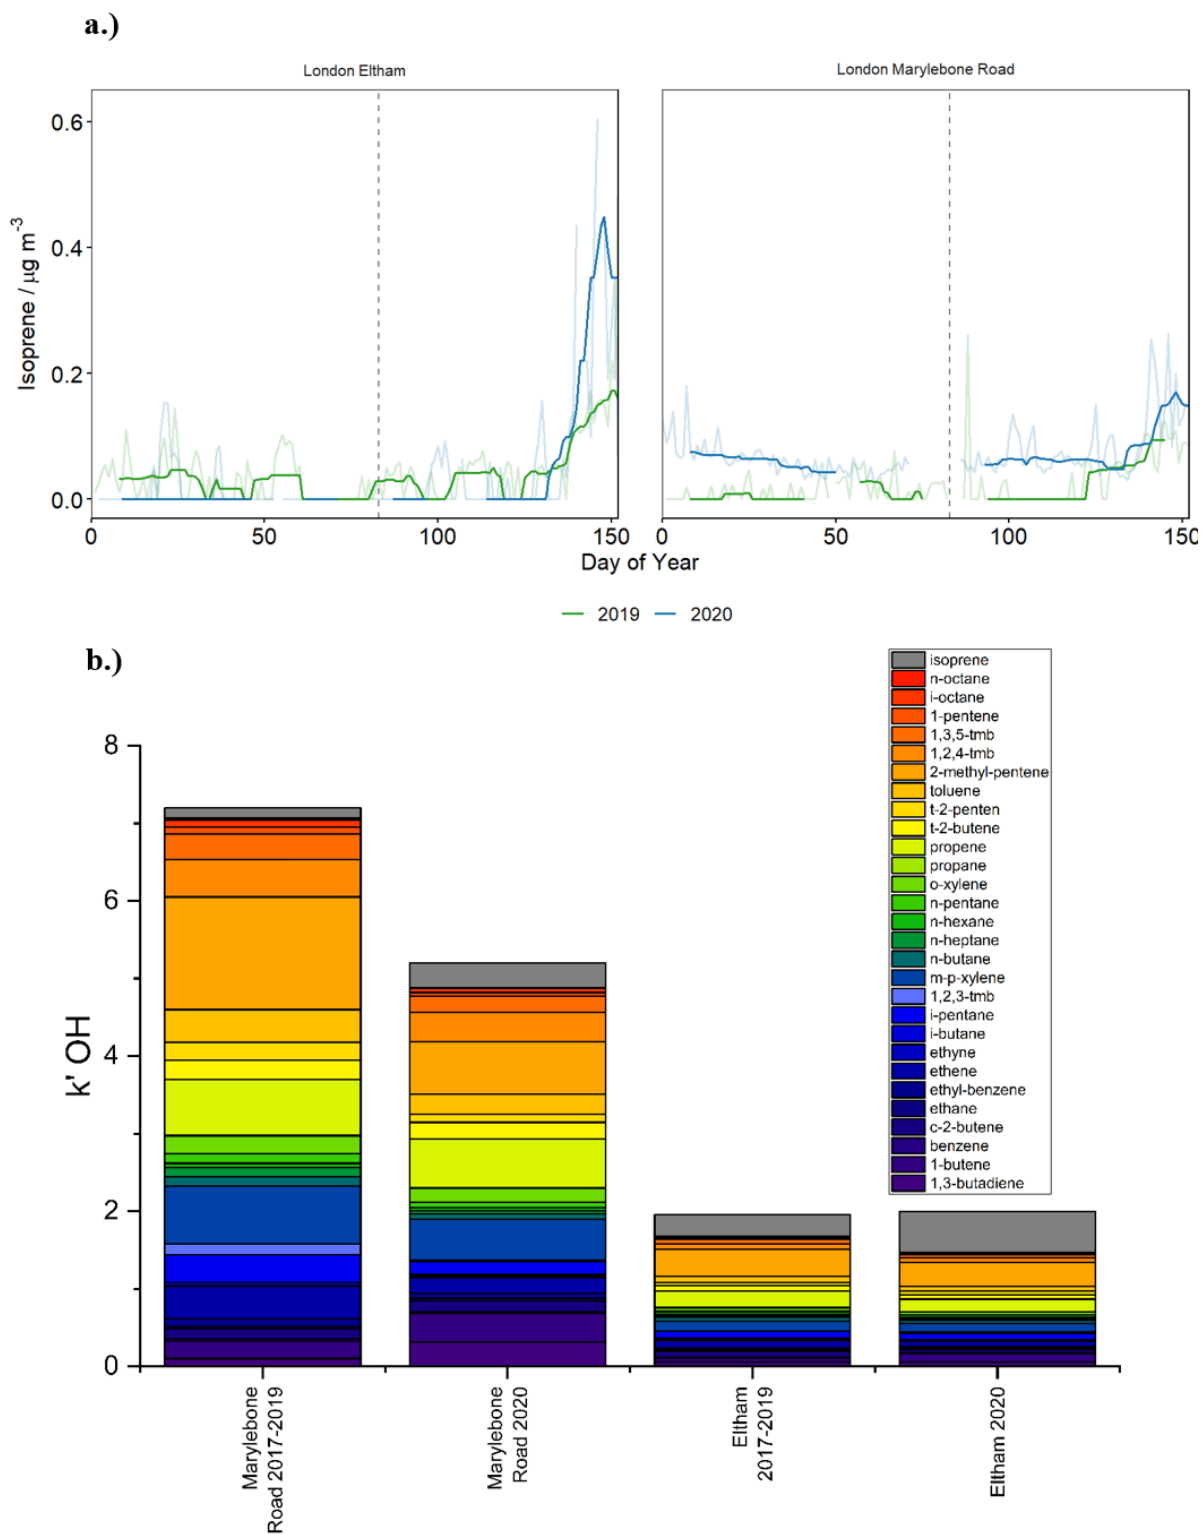 a.)
London Eltham
London Marylebone Road
Isoprene / µg m⁻³
0.6
0.4
0.2
0.0
0
50
100
150
0
50
100
150
Day of Year
2019
2020
b.)
isoprene
n-octane
i-octane
1-pentene
1,3,5-tmb
1,2,4-tmb
2-methyl-pentene
toluene
t-2-penten
t-2-butene
propene
propane
o-xylene
n-pentane
n-hexane
n-heptane
n-butane
m-p-xylene
1,2,3-tmb
i-pentane
i-butane
ethyne
ethene
ethyl-benzene
ethane
c-2-butene
benzene
1-butene
1,3-butadiene
k' OH
8
6
4
2
0
Marylebone
Road 2017-2019
Marylebone
Road 2020
Eltham
2017-2019
Eltham 2020